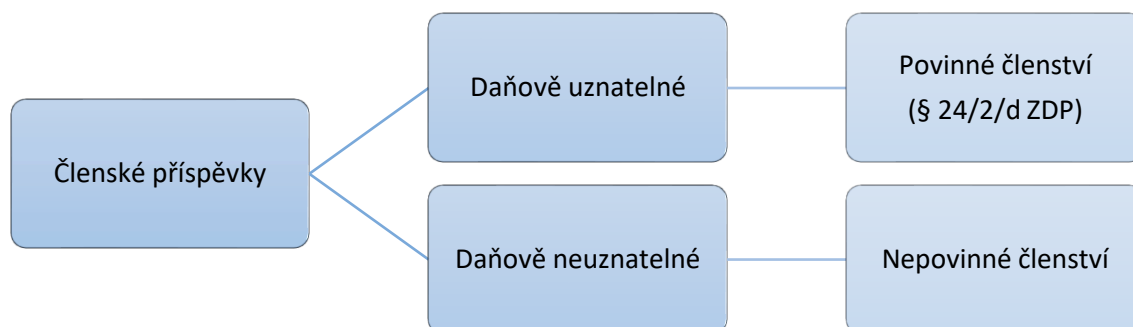 Členské příspěvky
Daňově uznatelné
Povinné členství
(§ 24/2/d ZDP)
Daňově neuznatelné
Nepovinné členství